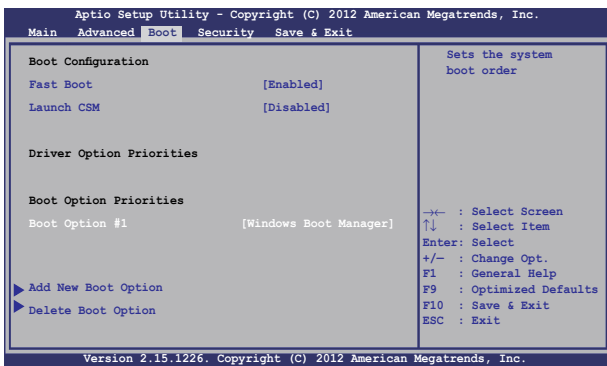 Aptio Setup Utility - Copyright (C) 2012 American Megatrends, Inc.
Main Advanced Boot Security Save & Exit
Boot Configuration
Fast Boot [Enabled]
Launch CSM [Disabled]
Driver Option Priorities
Boot Option Priorities
Boot Option #1 [Windows Boot Manager]
Add New Boot Option
Delete Boot Option
Sets the system
boot order
→← : Select Screen
↑↓ : Select Item
Enter: Select
+/— : Change Opt.
F1 : General Help
F9 : Optimized Defaults
F10 : Save & Exit
ESC : Exit
Version 2.15.1226. Copyright (C) 2012 American Megatrends, Inc.